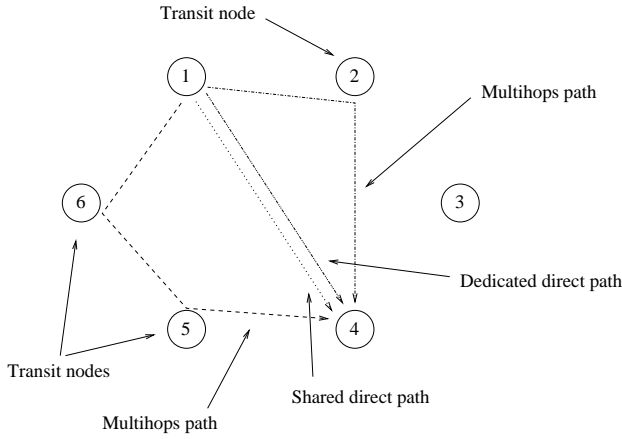 Transit node
1
2
Multihops path
6
3
Dedicated direct path
5
4
Transit nodes
Shared direct path
Multihops path